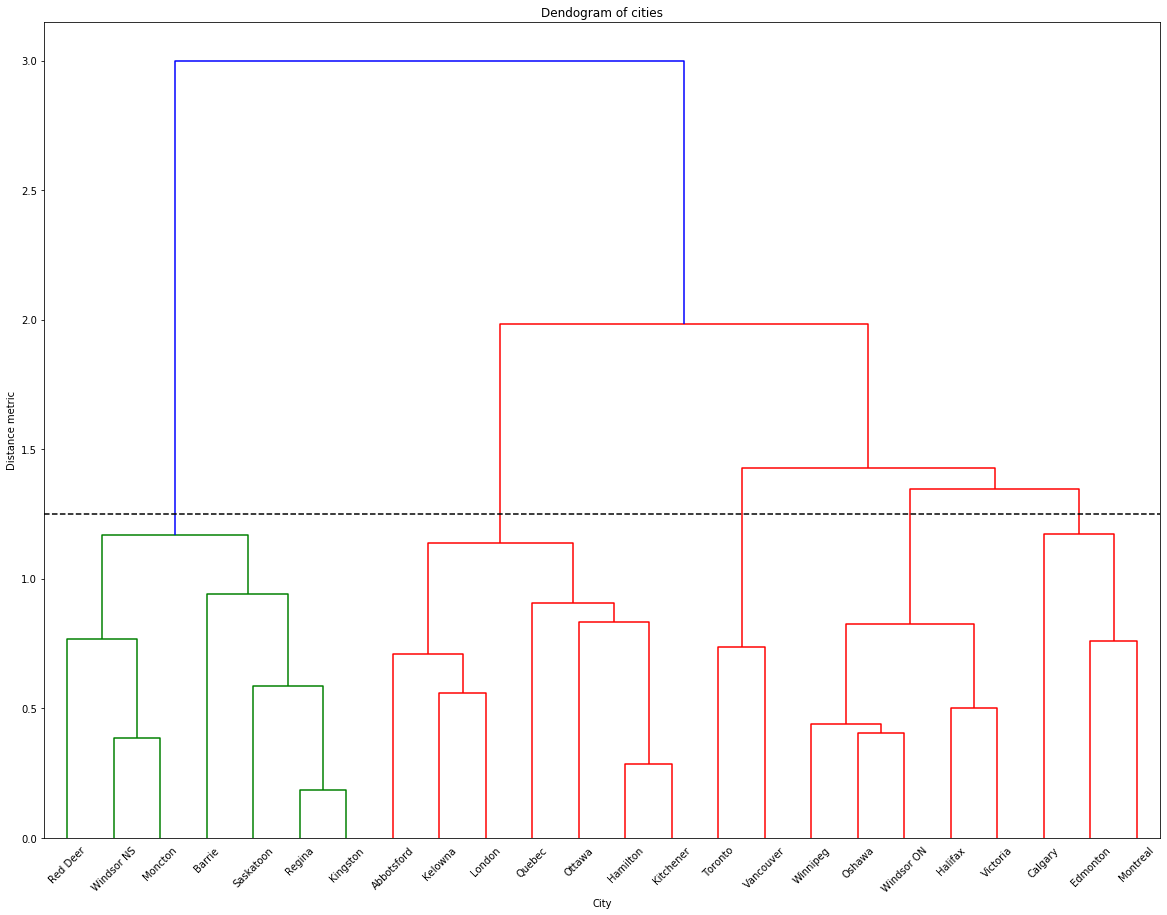 Dendogram of cities
3.0
2.5
2.0
1.5
1.0
0.5
0.0
Distance metric
Red Deer
Windsor NS
Moncton
Barrie
Saskatoon
Regina
Kingston
Abbotsford
Kelowna
London
Quebec
Ottawa
Hamilton
Kitchener
Toronto
Vancouver
Winnipeg
Oshawa
Windsor ON
Halifax
Victoria
Calgary
Edmonton
Montreal
City